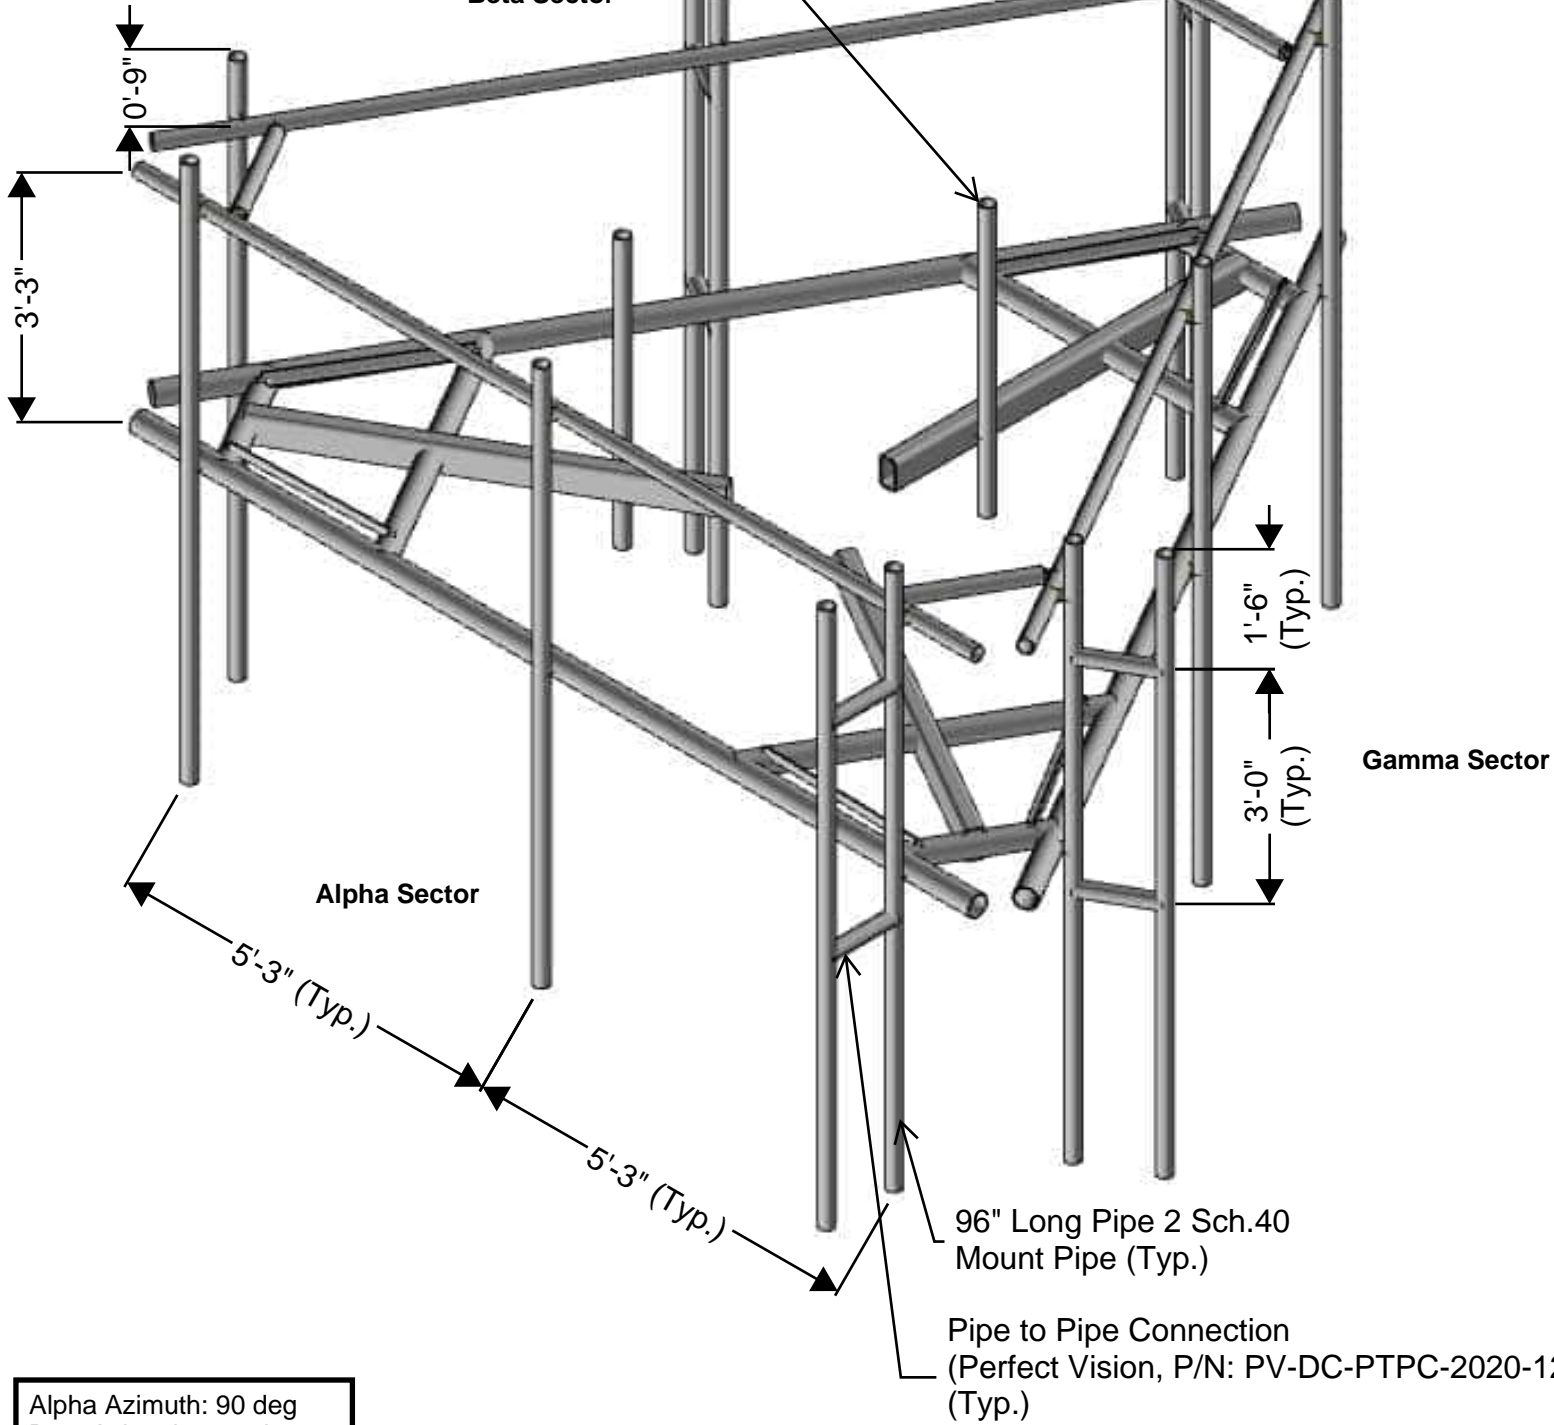 Beta Sector
0'-9"
3'-3"
1'-6"
(Typ.)
3'-0"
(Typ.)
Gamma Sector
Alpha Sector
5'-3" (Typ.)
5'-3" (Typ.)
96" Long Pipe 2 Sch.40
Mount Pipe (Typ.)
Pipe to Pipe Connection
(Perfect Vision, P/N: PV-DC-PTPC-2020-12
(Typ.)
Alpha Azimuth: 90 deg